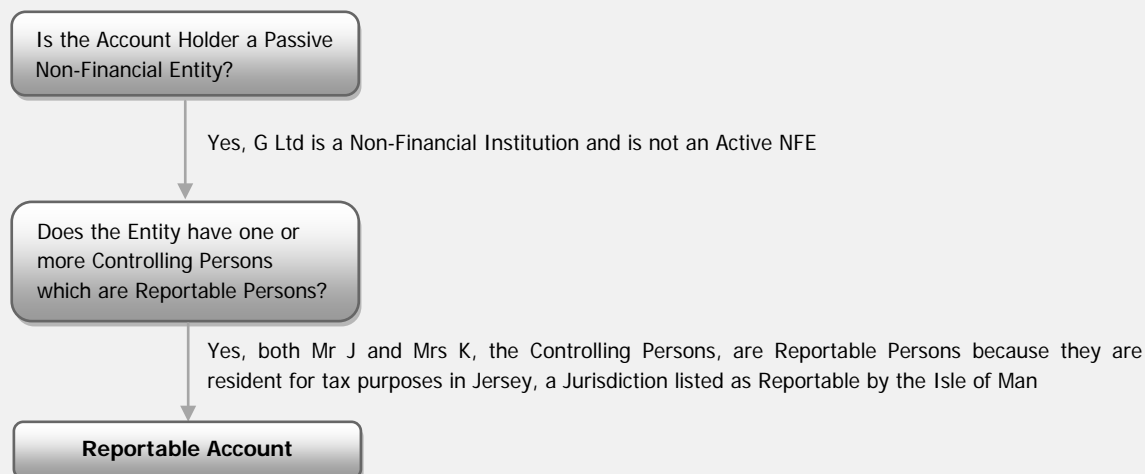 Is the Account Holder a Passive
Non-Financial Entity?
Yes, G Ltd is a Non-Financial Institution and is not an Active NFE
Does the Entity have one or
more Controlling Persons
which are Reportable Persons?
Yes, both Mr J and Mrs K, the Controlling Persons, are Reportable Persons because they are
resident for tax purposes in Jersey, a Jurisdiction listed as Reportable by the Isle of Man
Reportable Account